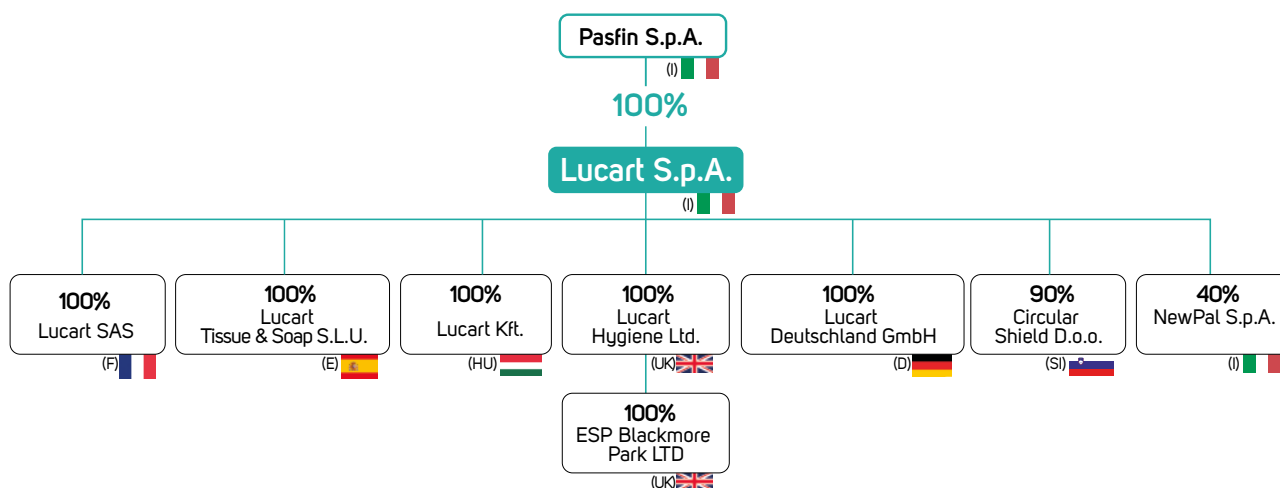 Pasfin S.p.A.
(I)
100%
Lucart S.p.A.
(I)
100%
Lucart SAS
(F)
100%
Lucart
Tissue & Soap S.L.U.
(E)
100%
Lucart Kft.
(HU)
100%
Lucart
Hygiene Ltd.
(UK)
100%
Lucart
Deutschland GmbH
(D)
90%
Circular
Shield D.o.o.
(SI)
40%
NewPal S.p.A.
(I)
100%
ESP Blackmore
Park LTD
(UK)